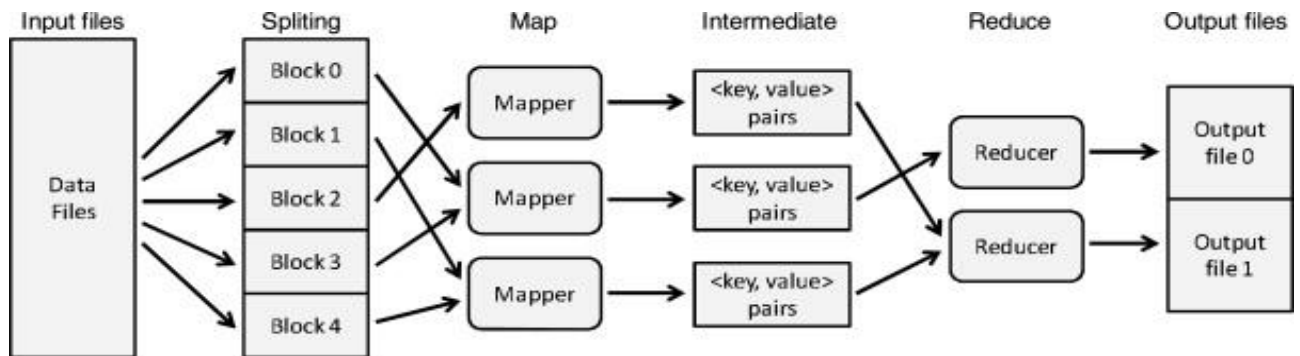 Input files
Spliting
Map
Intermediate
Reduce
Output files
Data
Files
Block 0
Block 1
Block 2
Block 3
Block 4
Mapper
Mapper
Mapper
<key, value>
pairs
<key, value>
pairs
<key, value>
pairs
Reducer
Reducer
Output
file 0
Output
file 1